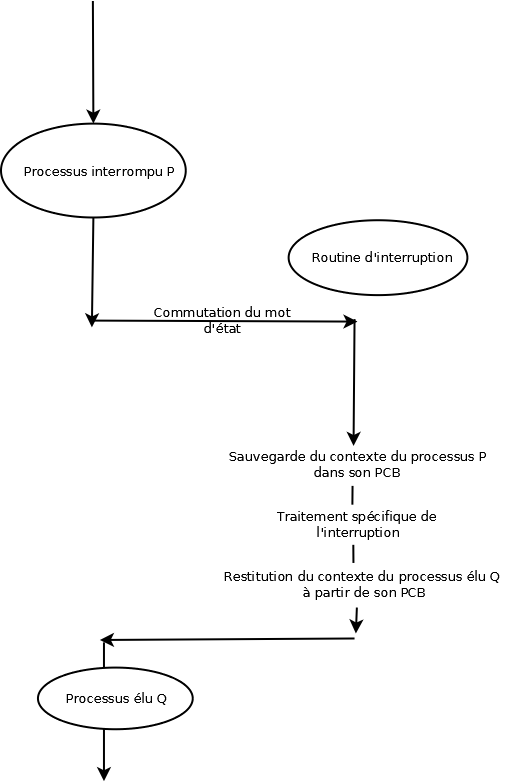 Processus interrompu P
Routine d'interruption
Commutation du mot
d'état
Sauvegarde du contexte du processus P
dans son PCB
Traitement spécifique de
l'interruption
Restitution du contexte du processus élu Q
à partir de son PCB
Processus élu Q